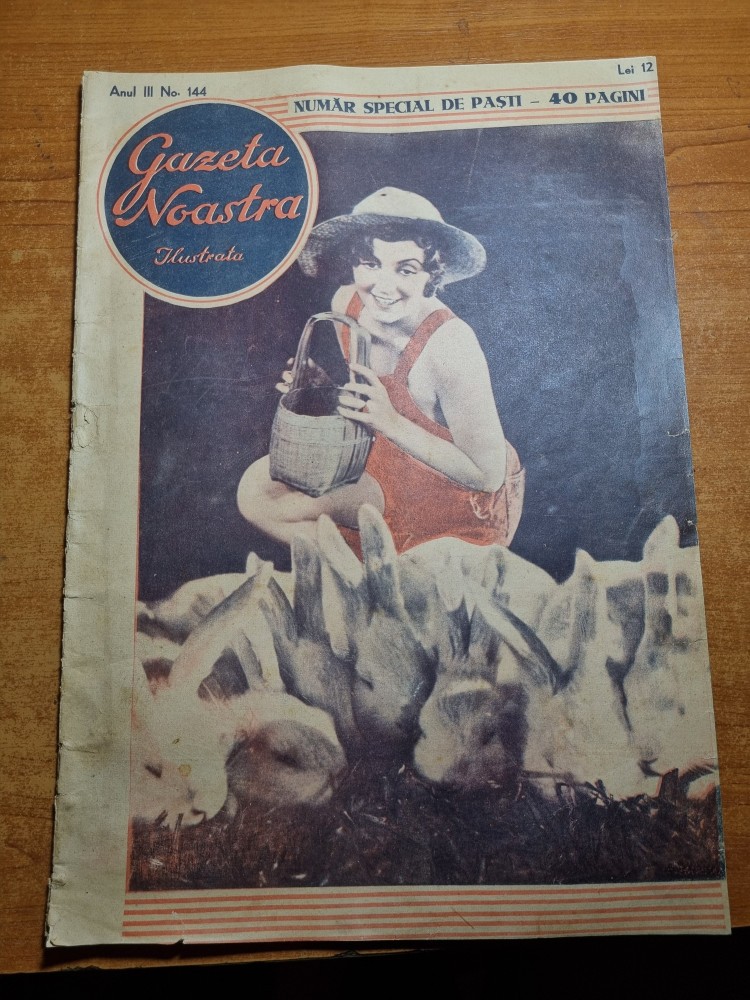 Anul III No. 144
Lei 12
NUMĂR SPECIAL DE PAȘTI – 40 PAGINI
Gazeta
Noastra
Ilustrata